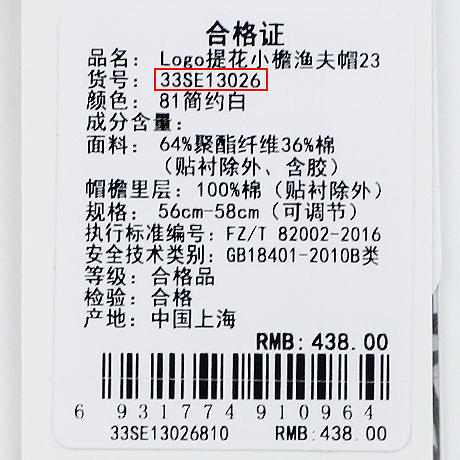 合格证
品名： Logo提花小檐渔夫帽23
货号： 33SE13026
颜色： 81简约白
成分含量：
面料： 64%聚酯纤维36%棉
（贴衬除外、含胶）
帽檐里层：100%棉（贴衬除外）
规格： 56cm-58cm（可调节）
执行标准编号：FZ/T 82002-2016
安全技术类别：GB18401-2010B类
等级：合格品
检验：合格
产地：中国上海
RMB: 438.00
6 931774 910964
33SE13026810 RMB: 438.00